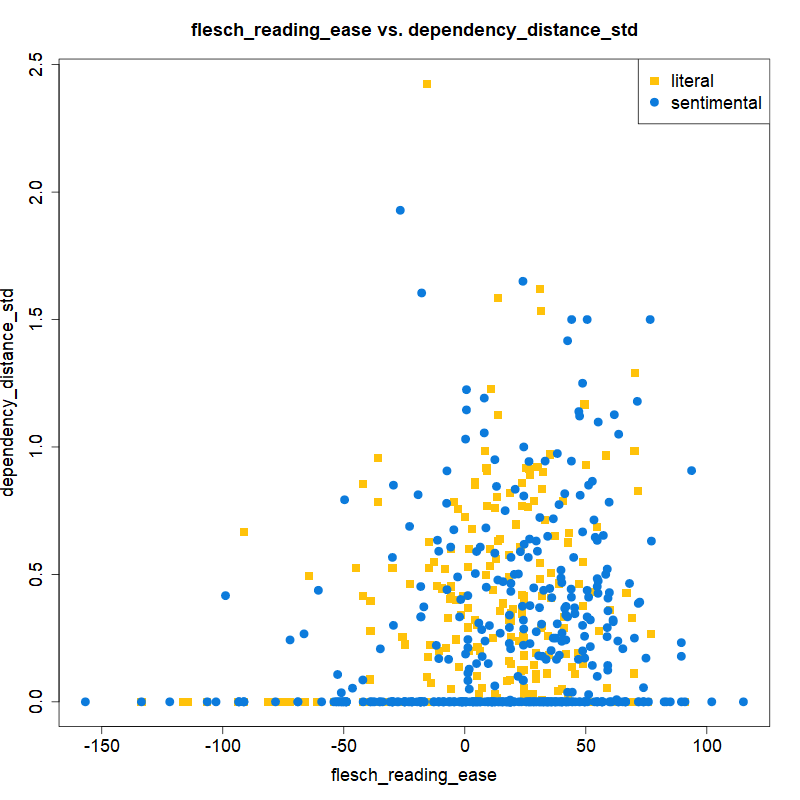 flesch_reading_ease vs. dependency_distance_std
literal
sentimental
dependency_distance_std
2.5
2.0
1.5
1.0
0.5
0.0
-150 -100 -50 0 50 100
flesch_reading_ease